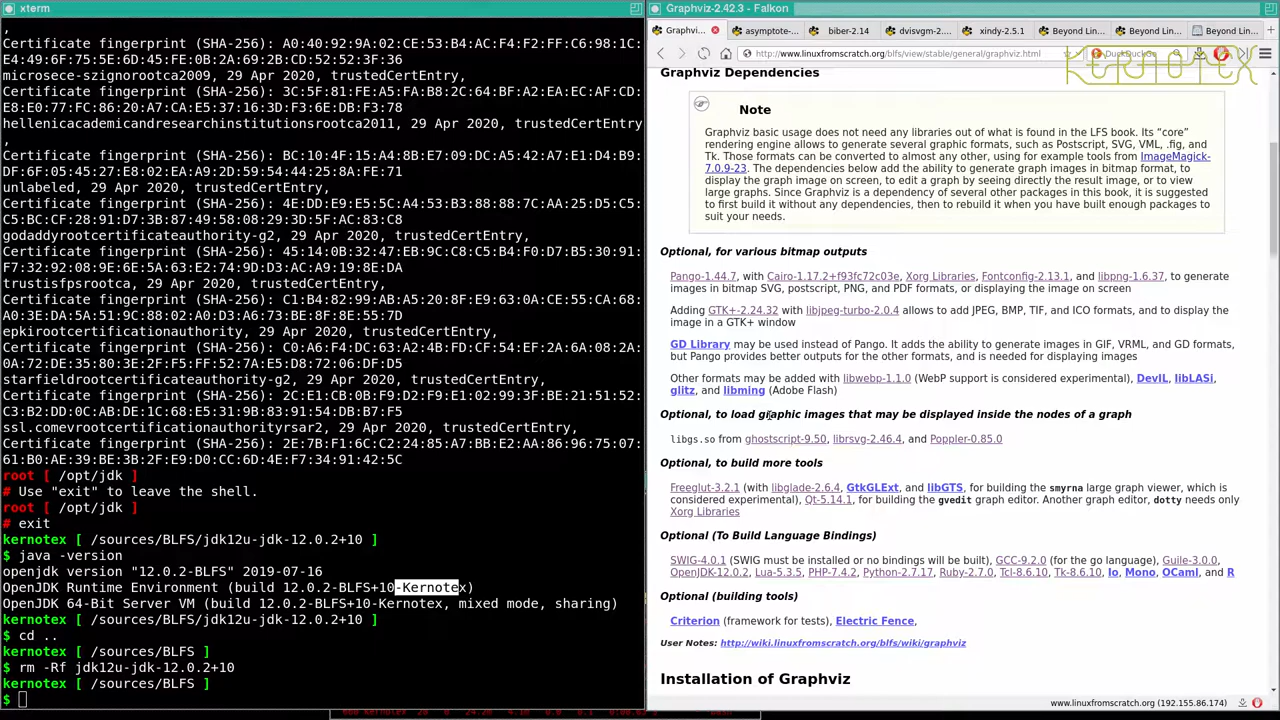 xterm
,
Certificate fingerprint (SHA-256): A0:40:92:9A:02:CE:53:B4:AC:F4:F2:FF:C6:98:1C:
E4:49:6F:75:5E:6D:45:FE:0B:2A:69:2B:CD:52:52:3F:36
microsece-szignorootca2009, 29 Apr 2020, trustedCertEntry,
Certificate fingerprint (SHA-256): 3C:5F:81:FE:A5:FA:B8:2C:64:BF:A2:EA:EC:AF:CD:
E8:E0:77:FC:86:20:A7:CA:E5:37:16:3D:F3:6E:DB:F3:78
hellenicacademicandresearchinstitutionsrootca2011, 29 Apr 2020, trustedCertEntry
,
Certificate fingerprint (SHA-256): BC:10:4F:15:A4:8B:E7:09:DC:A5:42:A7:E1:D4:B9:
DF:6F:05:45:27:E8:02:EA:A9:2D:59:54:44:25:8A:FE:71
unlabeled, 29 Apr 2020, trustedCertEntry,
Certificate fingerprint (SHA-256): 4E:DD:E9:E5:5C:A4:53:B3:88:88:7C:AA:25:D5:C5:
C5:BC:CF:28:91:D7:3B:87:49:58:08:29:3D:5F:AC:83:C8
godaddyrootcertificateauthority-g2, 29 Apr 2020, trustedCertEntry,
Certificate fingerprint (SHA-256): 45:14:0B:32:47:EB:9C:C8:C5:B4:F0:D7:B5:30:91:
F7:32:92:08:9E:6E:5A:63:E2:74:9D:D3:AC:A9:19:8E:DA
trustisfpsrootca, 29 Apr 2020, trustedCertEntry,
Certificate fingerprint (SHA-256): C1:B4:82:99:AB:A5:20:8F:E9:63:0A:CE:55:CA:68:
A0:3E:DA:5A:51:9C:88:02:A0:D3:A6:73:BE:8F:8E:55:7D
epkirootcertificationauthority, 29 Apr 2020, trustedCertEntry,
Certificate fingerprint (SHA-256): C0:A6:F4:DC:63:A2:4B:FD:CF:54:EF:2A:6A:08:2A:
0A:72:DE:35:80:3E:2F:F5:FF:52:7A:E5:D8:72:06:DF:D5
starfieldrootcertificateauthority-g2, 29 Apr 2020, trustedCertEntry,
Certificate fingerprint (SHA-256): 2C:E1:CB:0B:F9:D2:F9:E1:02:99:3F:BE:21:51:52:
C3:B2:DD:0C:AB:DE:1C:68:E5:31:9B:83:91:54:DB:B7:F5
ssl.comevrootcertificationauthorityrsar2, 29 Apr 2020, trustedCertEntry,
Certificate fingerprint (SHA-256): 2E:7B:F1:6C:C2:24:85:A7:BB:E2:AA:86:96:75:07:
61:B0:AE:39:BE:3B:2F:E9:D0:CC:6D:4E:F7:34:91:42:5C
root [ /opt/jdk ]
# Use "exit" to leave the shell.
root [ /opt/jdk ]
# exit
kernotex [ /sources/BLFS/jdk12u-jdk-12.0.2+10 ]
$ java -version
openjdk version "12.0.2-BLFS" 2019-07-16
OpenJDK Runtime Environment (build 12.0.2-BLFS+10-Kernotex)
OpenJDK 64-Bit Server VM (build 12.0.2-BLFS+10-Kernotex, mixed mode, sharing)
kernotex [ /sources/BLFS/jdk12u-jdk-12.0.2+10 ]
$ cd ..
kernotex [ /sources/BLFS ]
$ rm -Rf jdk12u-jdk-12.0.2+10
kernotex [ /sources/BLFS ]
$
Graphviz-2.42.3 - Falkon
Graphvi... asymptote- biber-2.14 dvisvgm-2. xindy-2.5.1 Beyond Lin Beyond Lin Beyond Li
http://www.linuxfromscratch.org/blfs/view/stable/general/graphviz.html DuckDuckGo
KERNOTEX
Graphviz Dependencies
Note
Graphviz basic usage does not need any libraries out of what is found in the LFS book. Its “core”
rendering engine allows to generate several graphic formats, such as Postscript, SVG, VML, .fig, and
Tk. Those formats can be converted to almost any other, using for example tools from ImageMagick-
7.0.9-23. The dependencies below add the ability to generate graph images in bitmap format, to
display the graph image on screen, to edit a graph by seeing directly the result image, or to view
large graphs. Since Graphviz is a dependency of several other packages in this book, it is suggested
to first build it without any dependencies, then to rebuild it when you have built enough packages to
suit your needs.
Optional, for various bitmap outputs
Pango-1.44.7, with Cairo-1.17.2+f93fc72c03e, Xorg Libraries, Fontconfig-2.13.1, and libpng-1.6.37, to generate
images in bitmap SVG, postscript, PNG, and PDF formats, or displaying the image on screen
Adding GTK+-2.24.32 with libjpeg-turbo-2.0.4 allows to add JPEG, BMP, TIF, and ICO formats, and to display the
image in a GTK+ window
GD Library may be used instead of Pango. It adds the ability to generate images in GIF, VRML, and GD formats,
but Pango provides better outputs for the other formats, and is needed for displaying images
Other formats may be added with libwebp-1.1.0 (WebP support is considered experimental), DevIL, libLASi,
glitz, and libming (Adobe Flash)
Optional, to load graphic images that may be displayed inside the nodes of a graph
libgs.so from ghostscript-9.50, librsvg-2.46.4, and Poppler-0.85.0
Optional, to build more tools
Freeglut-3.2.1 (with libglade-2.6.4, GtkGLExt, and libGTS, for building the smyrna large graph viewer, which is
considered experimental), Qt-5.14.1, for building the gvedit graph editor. Another graph editor, dotty needs only
Xorg Libraries
Optional (To Build Language Bindings)
SWIG-4.0.1 (SWIG must be installed or no bindings will be built), GCC-9.2.0 (for the go language), Guile-3.0.0,
OpenJDK-12.0.2, Lua-5.3.5, PHP-7.4.2, Python-2.7.17, Ruby-2.7.0, Tcl-8.6.10, Tk-8.6.10, Io, Mono, OCaml, and R
Optional (building tools)
Criterion (framework for tests), Electric Fence,
User Notes: http://wiki.linuxfromscratch.org/blfs/wiki/graphviz
Installation of Graphviz
www.linuxfromscratch.org (192.155.86.174)